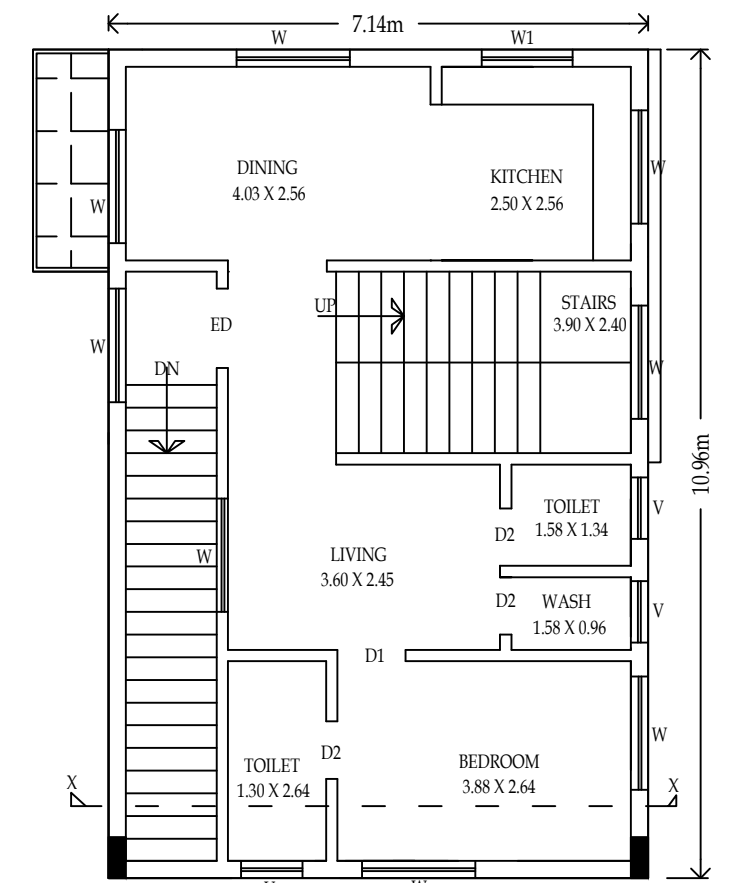 7.14m
W
W1
DINING
4.03 X 2.56
KITCHEN
2.50 X 2.56
W
W
UP
STAIRS
3.90 X 2.40
ED
W
DN
W
10.96m
TOILET
1.58 X 1.34
V
D2
LIVING
3.60 X 2.45
W
D2
WASH
1.58 X 0.96
V
D1
W
D2
TOILET
1.30 X 2.64
BEDROOM
3.88 X 2.64
X
X